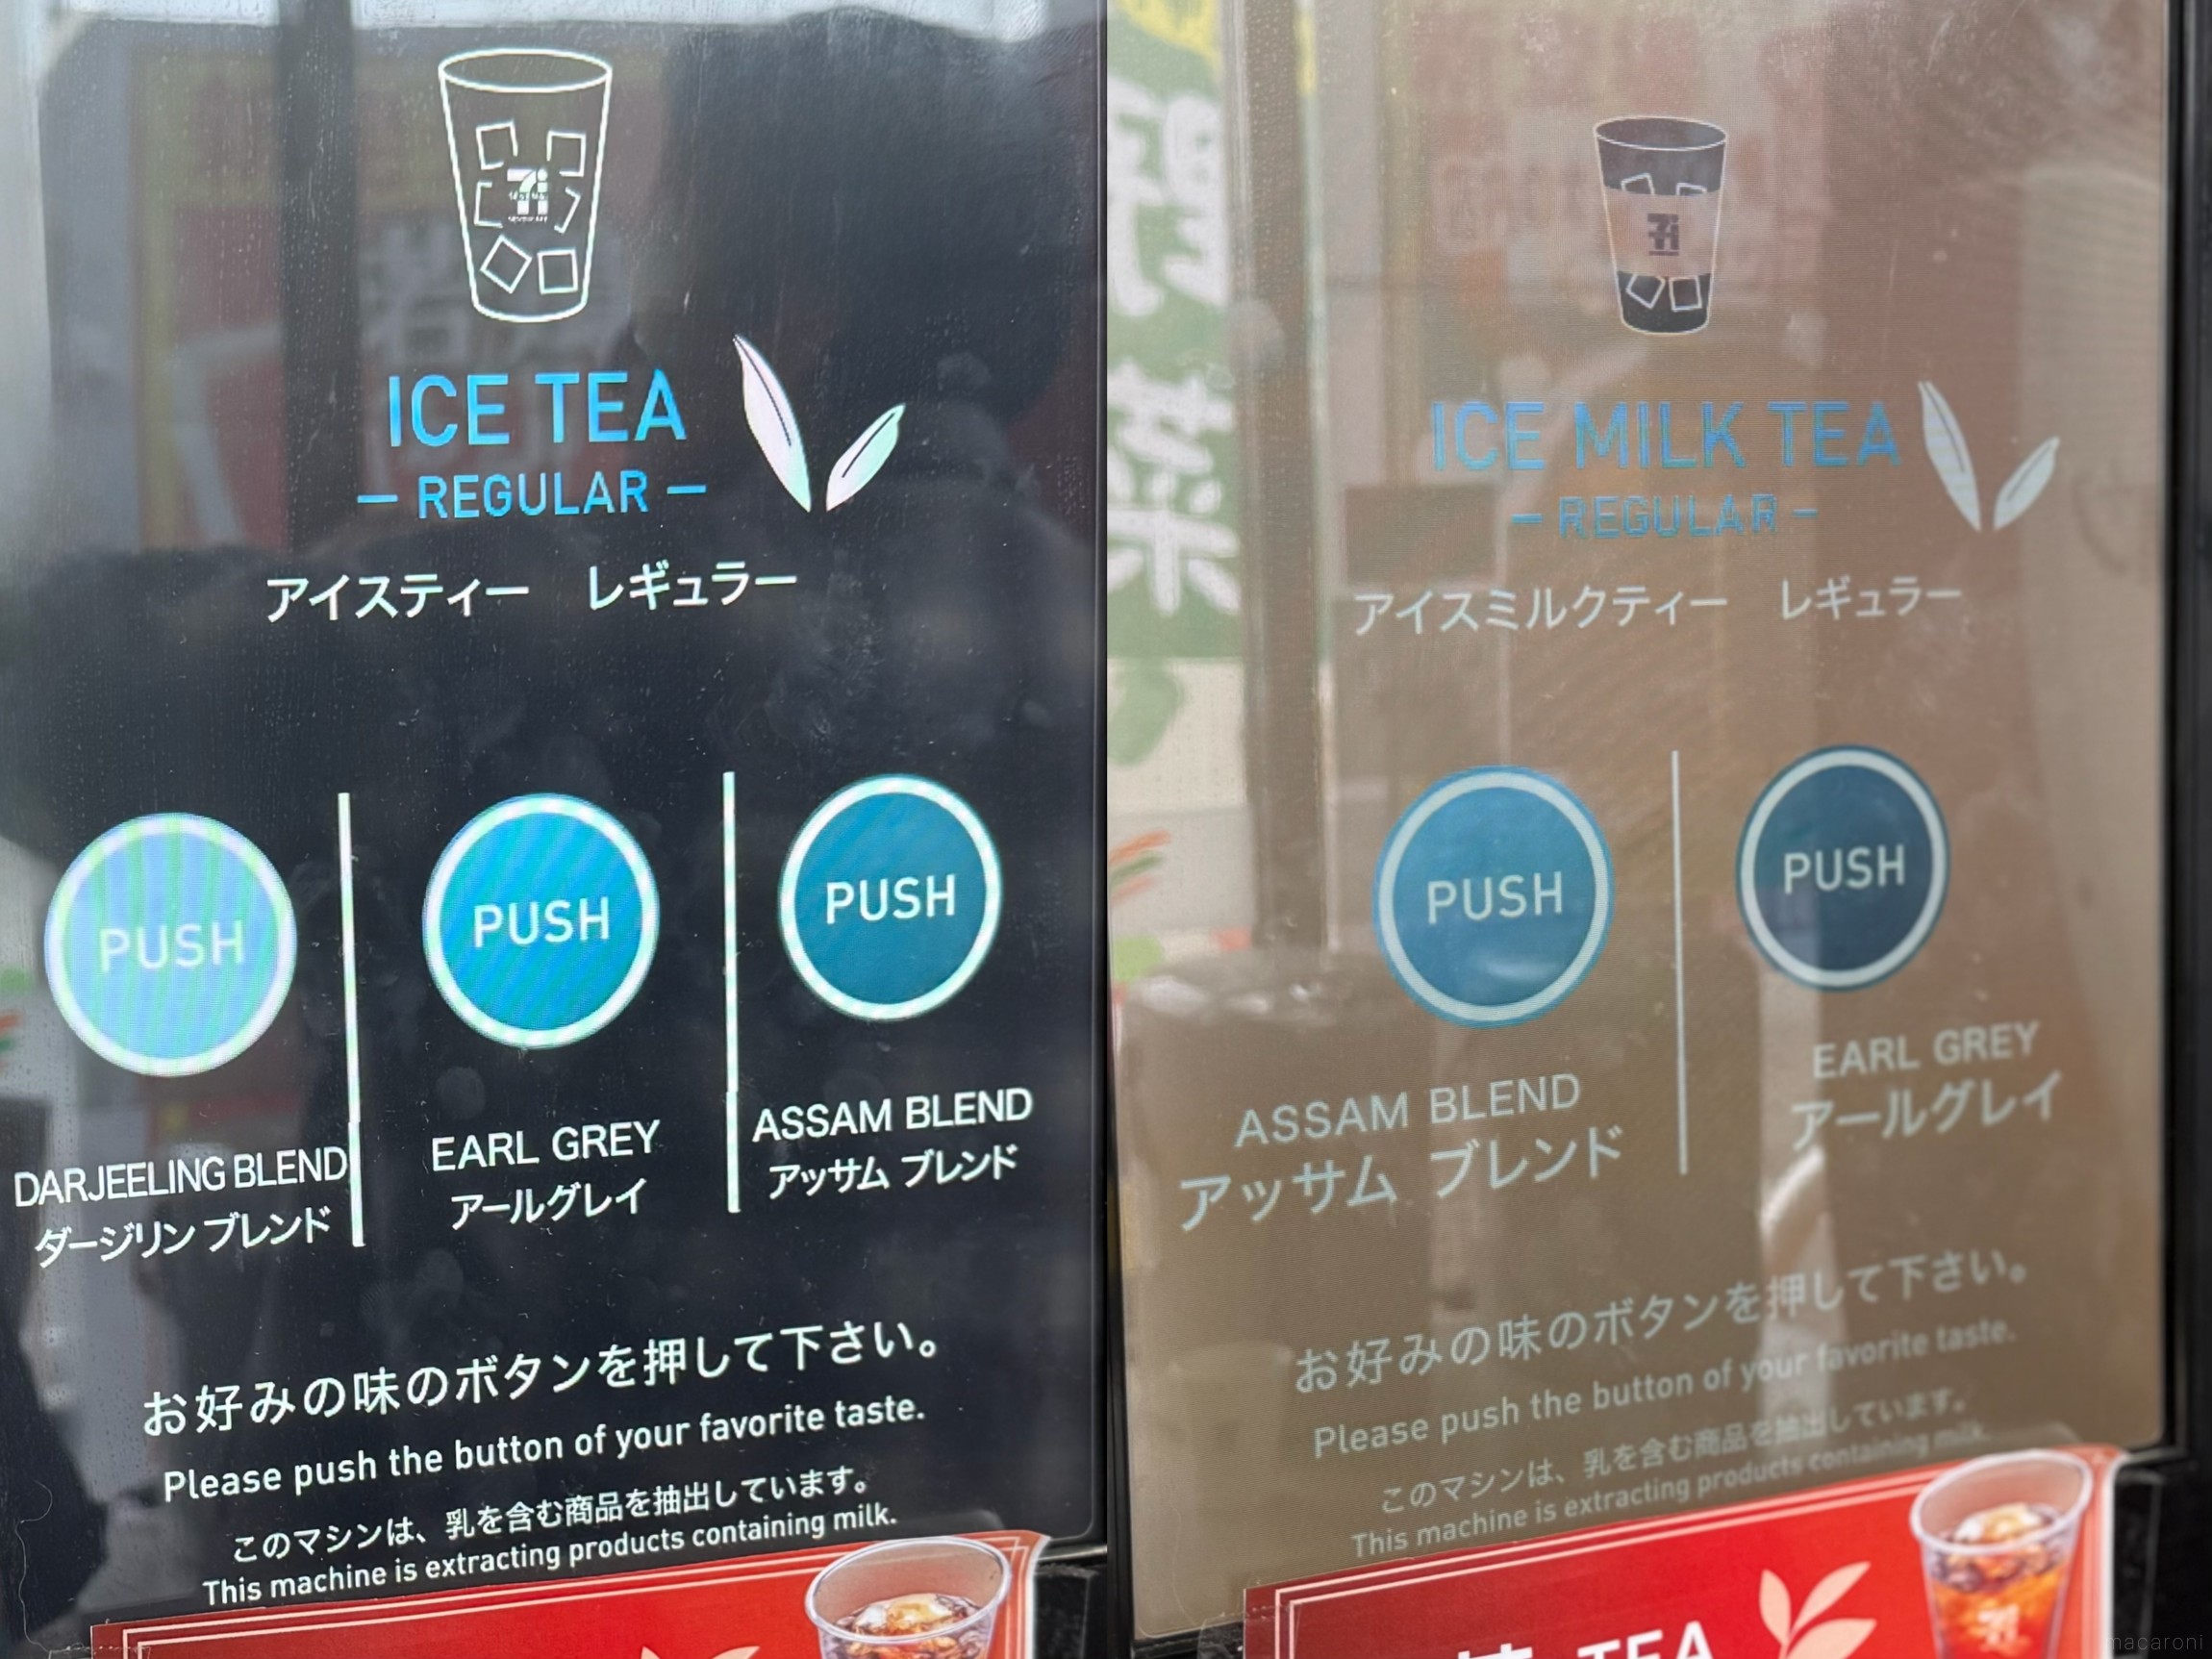 ICE TEA
— REGULAR —
アイスティー レギュラー
PUSH
PUSH
PUSH
DARJEELING BLEND
ダージリン ブレンド
EARL GREY
アールグレイ
ASSAM BLEND
アッサム ブレンド
お好みの味のボタンを押して下さい。
Please push the button of your favorite taste.
このマシンは、乳を含む商品を抽出しています。
This machine is extracting products containing milk.
ICE MILK TEA
— REGULAR —
アイスミルクティー レギュラー
PUSH
PUSH
ASSAM BLEND
アッサム ブレンド
EARL GREY
アールグレイ
お好みの味のボタンを押して下さい。
Please push the button of your favorite taste.
このマシンは、乳を含む商品を抽出しています。
This machine is extracting products containing milk.
TEA
macaroni